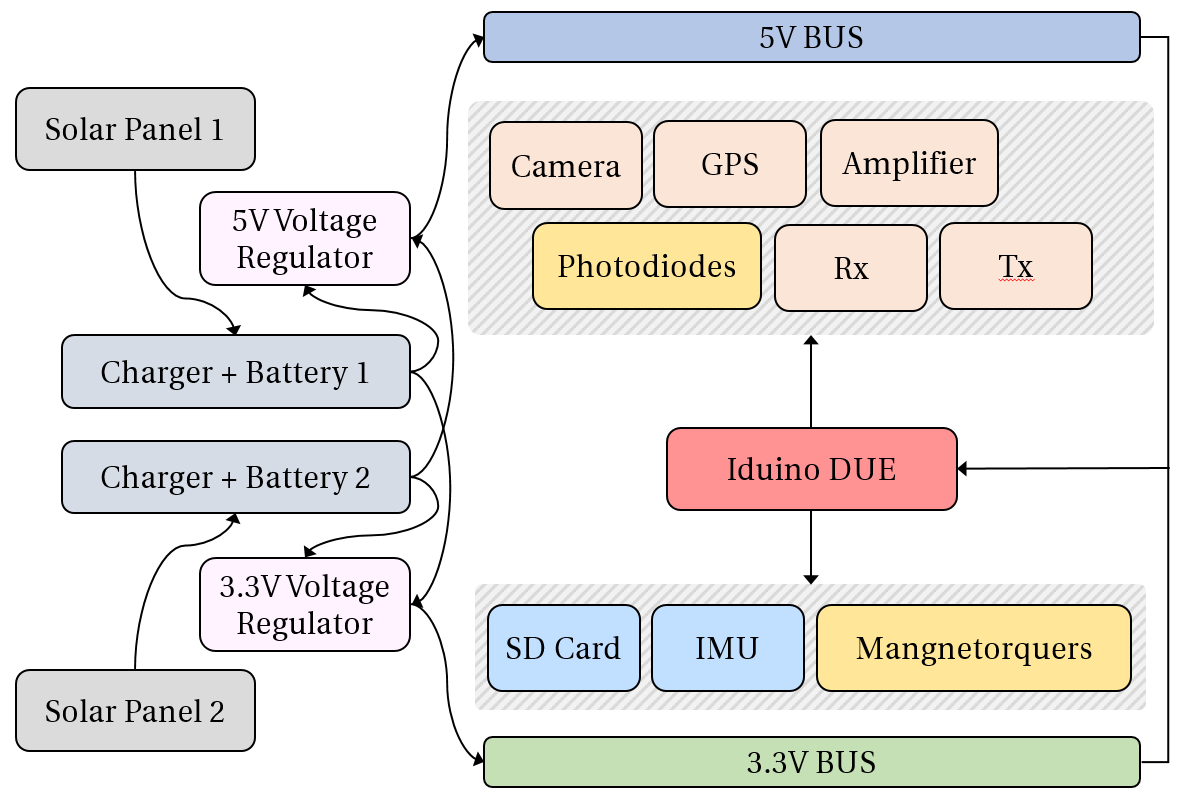 5V BUS
Solar Panel 1
Camera
GPS
Amplifier
5V Voltage
Regulator
Photodiodes
Rx
Tx
Charger + Battery 1
Charger + Battery 2
Iduino DUE
3.3V Voltage
Regulator
SD Card
IMU
Mangnetorquers
Solar Panel 2
3.3V BUS